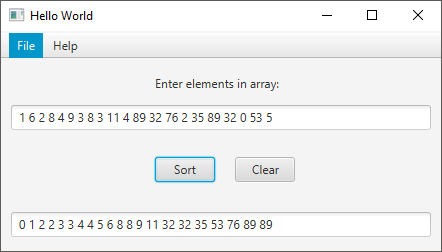 Hello World
File Help
Enter elements in array:
1 6 2 8 4 9 3 8 3 11 4 89 32 76 2 35 89 32 0 53 5
Sort Clear
0 1 2 2 3 3 4 4 5 6 8 8 9 11 32 32 35 53 76 89 89